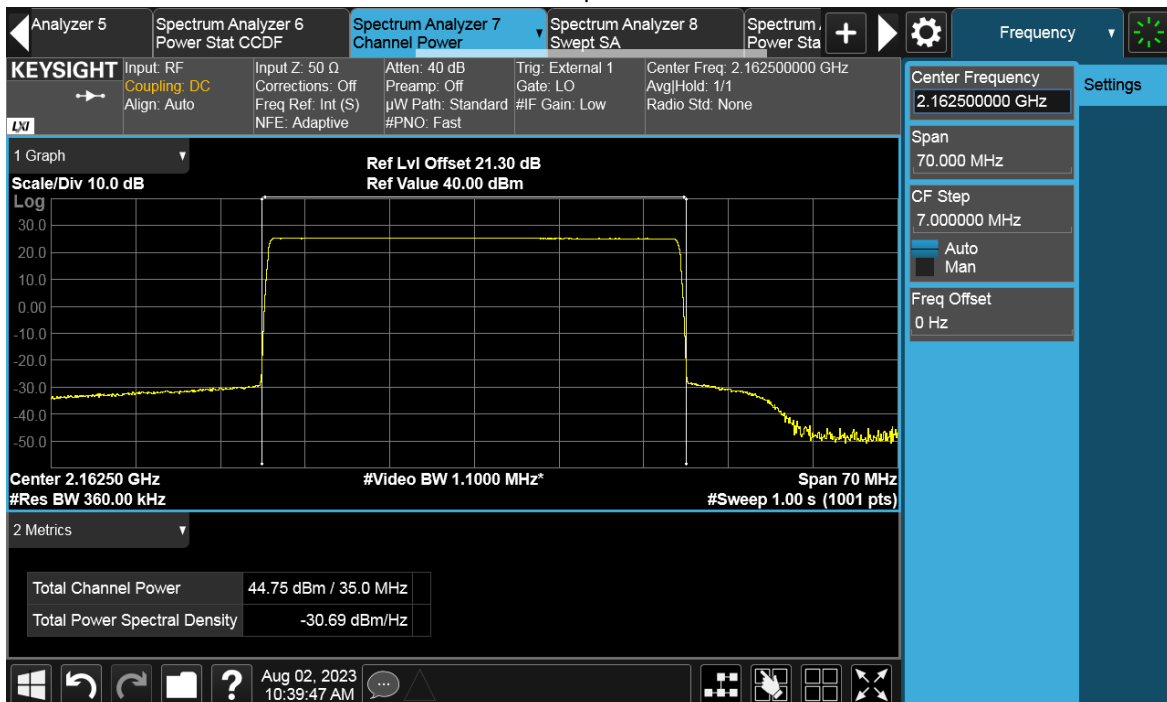 Analyzer 5
Spectrum Analyzer 6
Power Stat CCDF
Spectrum Analyzer 7
Channel Power
Spectrum Analyzer 8
Swept SA
Spectrum
Power Sta
Frequency
KEYSIGHT
LXI
Input: RF
Coupling: DC
Align: Auto
Input Z: 50 Ω
Corrections: Off
Freq Ref: Int (S)
NFE: Adaptive
Atten: 40 dB
Preamp: Off
µW Path: Standard
#PNO: Fast
Trig: External 1
Gate: LO
#IF Gain: Low
Center Freq: 2.162500000 GHz
Avg|Hold: 1/1
Radio Std: None
Center Frequency
2.162500000 GHz
Settings
Span
70.000 MHz
CF Step
7.000000 MHz
Auto
Man
Freq Offset
0 Hz
1 Graph
Scale/Div 10.0 dB
Ref Lvl Offset 21.30 dB
Ref Value 40.00 dBm
Log
30.0
20.0
10.0
0.00
-10.0
-20.0
-30.0
-40.0
-50.0
Center 2.16250 GHz
#Video BW 1.1000 MHz*
Span 70 MHz
#Res BW 360.00 kHz
#Sweep 1.00 s (1001 pts)
2 Metrics
Total Channel Power 44.75 dBm / 35.0 MHz
Total Power Spectral Density -30.69 dBm/Hz
?
Aug 02, 2023
10:39:47 AM